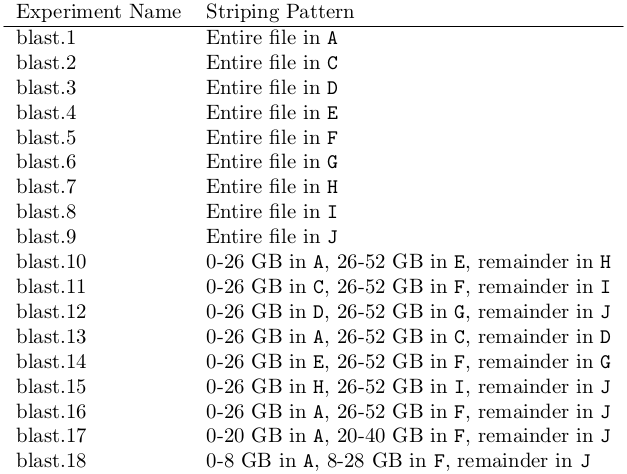 Experiment Name Striping Pattern
blast.1 Entire file in A
blast.2 Entire file in C
blast.3 Entire file in D
blast.4 Entire file in E
blast.5 Entire file in F
blast.6 Entire file in G
blast.7 Entire file in H
blast.8 Entire file in I
blast.9 Entire file in J
blast.10 0-26 GB in A, 26-52 GB in E, remainder in H
blast.11 0-26 GB in C, 26-52 GB in F, remainder in I
blast.12 0-26 GB in D, 26-52 GB in G, remainder in J
blast.13 0-26 GB in A, 26-52 GB in C, remainder in D
blast.14 0-26 GB in E, 26-52 GB in F, remainder in G
blast.15 0-26 GB in H, 26-52 GB in I, remainder in J
blast.16 0-26 GB in A, 26-52 GB in F, remainder in J
blast.17 0-20 GB in A, 20-40 GB in F, remainder in J
blast.18 0-8 GB in A, 8-28 GB in F, remainder in J